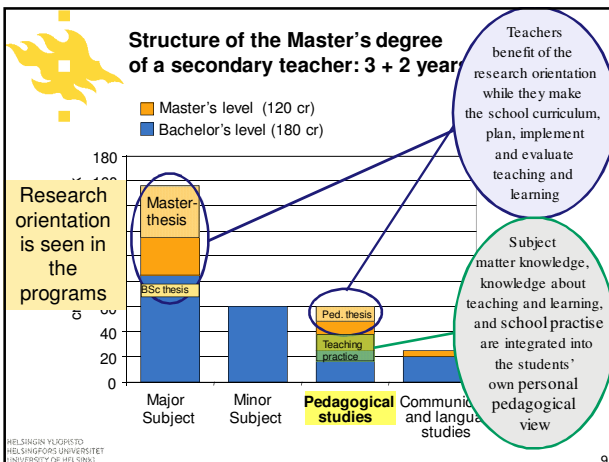 Structure of the Master's degree
of a secondary teacher: 3 + 2 years
Master's level (120 cr)
Bachelor's level (180 cr)
Teachers
benefit of the
research orientation
while they make
the school curriculum,
plan, implement
and evaluate
teaching and
learning
Research
orientation
is seen in
the
programs
180
60
40
20
0
Master-
thesis
BSc thesis
Ped. thesis
Teaching
practice
Major
Subject
Minor
Subject
Pedagogical
studies
Communic
and langua
studies
Subject
matter knowledge,
knowledge about
teaching and learning,
and school practise
are integrated into
the students'
own personal
pedagogical
view
HELSINGIN YLIOPISTO
HELSINGFORS UNIVERSITET
UNIVERSITY OF HELSINKI
9